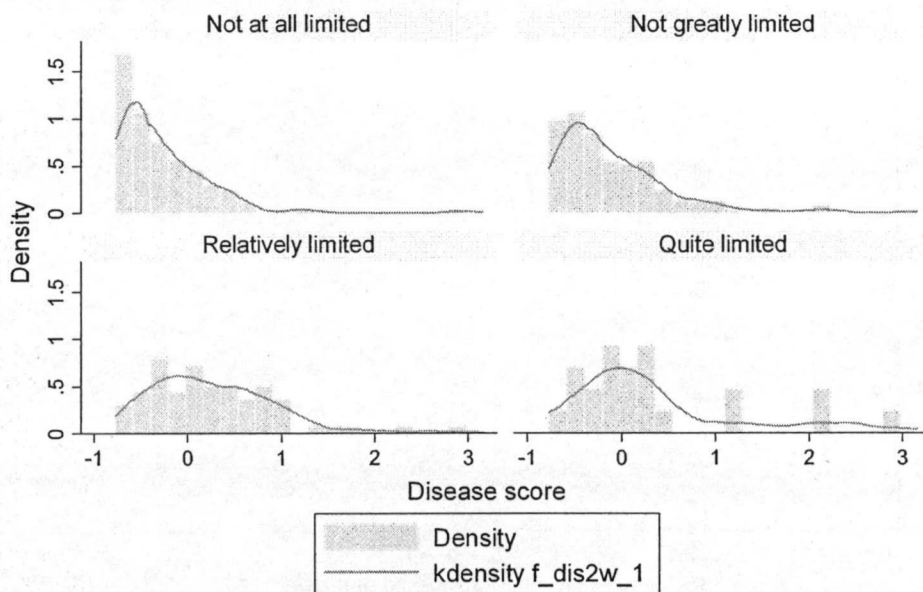 Not at all limited
Not greatly limited
Density
1.5
1
.5
0
Relatively limited
Quite limited
1.5
1
.5
0
-1 0 1 2 3
-1 0 1 2 3
Disease score
Density
kdensity f_dis2w_1